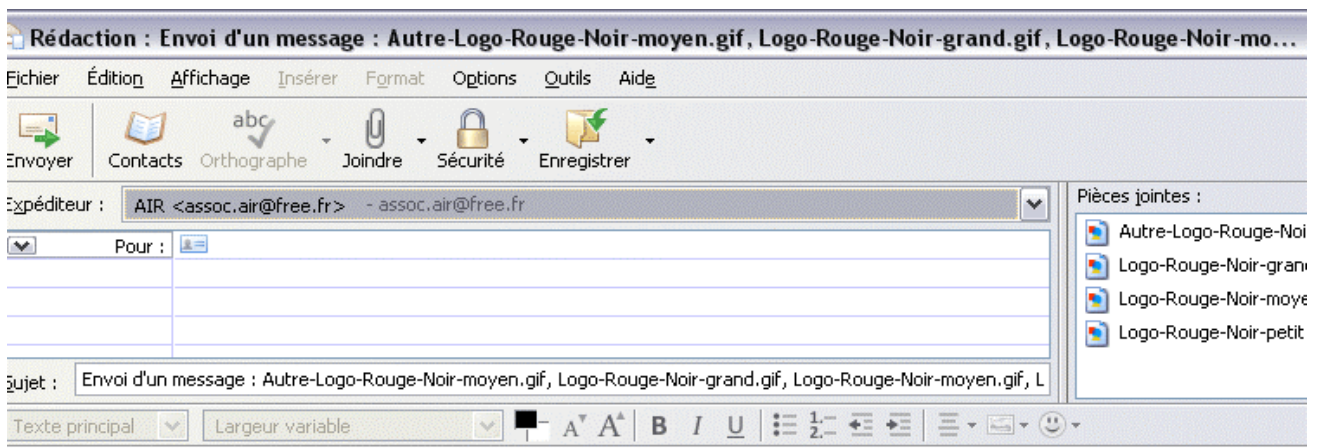 Rédaction : Envoi d'un message : Autre-Logo-Rouge-Noir-moyen.gif, Logo-Rouge-Noir-grand.gif, Logo-Rouge-Noir-mo...
Fichier Édition Affichage Insérer Format Options Outils Aide
abc
Envoyer Contacts Orthographe Joindre Sécurité Enregistrer
Expéditeur : AIR <assoc.air@free.fr> - assoc.air@free.fr
Pièces jointes :
Pour :
Autre-Logo-Rouge-Noi
Logo-Rouge-Noir-gran
Logo-Rouge-Noir-moye
Logo-Rouge-Noir-petit
Sujet : Envoi d'un message : Autre-Logo-Rouge-Noir-moyen.gif, Logo-Rouge-Noir-grand.gif, Logo-Rouge-Noir-moyen.gif, L
Texte principal Largeur variable A A B I U 1. 2.